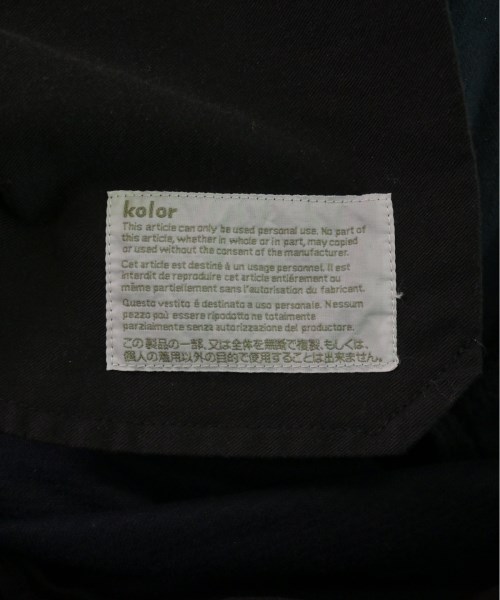 kolor
This article can only be used personal use. No part of
this article, whether in whole or in part, may copied
or used without the consent of the manufacturer.
Cet article est destiné à un usage personnel. Il est
interdit de reproduire cet article entiérement ou
même partiellement sans l'autorisation du fabricant.
Questo vestito é destinato a uso personale. Nessum
pezzo può essere ripodotto ne totalmente
parzialmente senza autorizzazione del productore.
この製品の一部、又は全体を無断で複製、もしくは、
個人の着用以外の目的で使用することは出来ません。